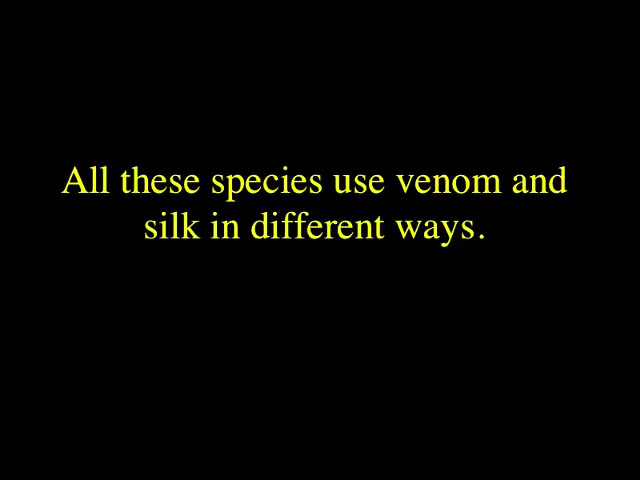 All these species use venom and
silk in different ways.